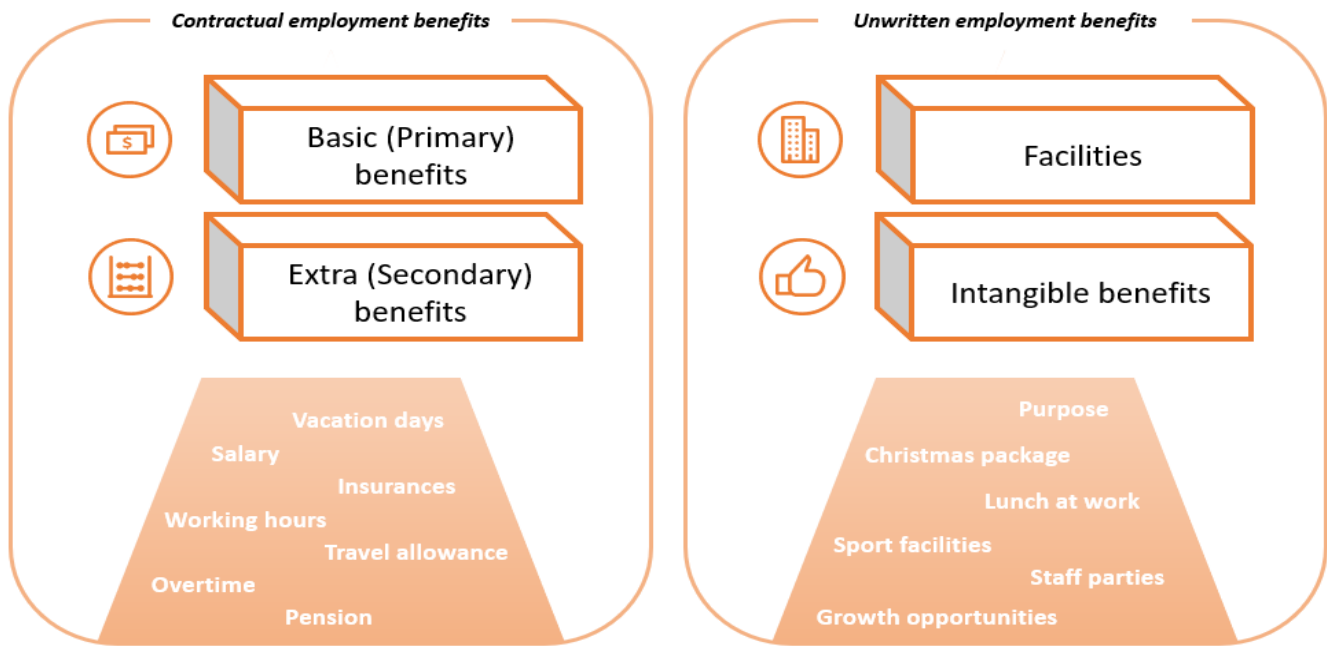 Contractual employment benefits
$
Basic (Primary)
benefits
Extra (Secondary)
benefits
Vacation days
Salary
Insurances
Working hours
Travel allowance
Overtime
Pension
Unwritten employment benefits
Facilities
Intangible benefits
Purpose
Christmas package
Lunch at work
Sport facilities
Staff parties
Growth opportunities